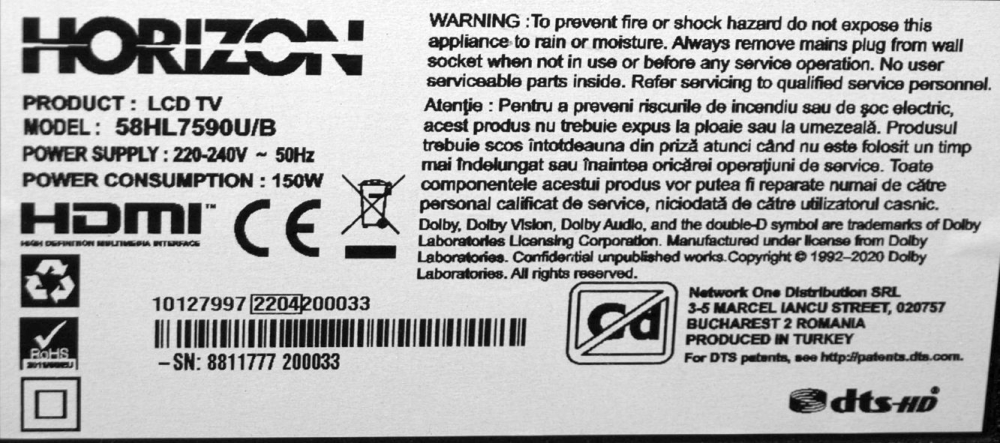 HORIZON
PRODUCT : LCD TV
MODEL : 58HL7590U/B
POWER SUPPLY : 220-240V ~ 50Hz
POWER CONSUMPTION : 150W
HDMI™
HIGH DEFINITION MULTIMEDIA INTERFACE
CE
RoHS
10127997 2204 200033
-SN: 8811777 200033
WARNING :To prevent fire or shock hazard do not expose this
appliance to rain or moisture. Always remove mains plug from wall
socket when not in use or before any service operation. No user
serviceable parts inside. Refer servicing to qualified service personnel.
Atenţie : Pentru a preveni riscurile de incendiu sau de şoc electric,
acest produs nu trebuie expus la ploaie sau la umezeală. Produsul
trebuie scos întotdeauna din priză atunci când nu este folosit un timp
mai îndelungat sau înaintea oricărei operaţiuni de service. Toate
componentele acestui produs vor putea fi reparate numai de către
personal calificat de service, niciodată de către utilizatorul casnic.
Dolby, Dolby Vision, Dolby Audio, and the double-D symbol are trademarks of Dolby
Laboratories Licensing Corporation. Manufactured under license from Dolby
Laboratories. Confidential unpublished works.Copyright © 1992–2020 Dolby
Laboratories. All rights reserved.
Cd
Network One Distribution SRL
3-5 MARCEL IANCU STREET, 020757
BUCHAREST 2 ROMANIA
PRODUCED IN TURKEY
For DTS patents, see http://patents.dts.com.
dts-HD